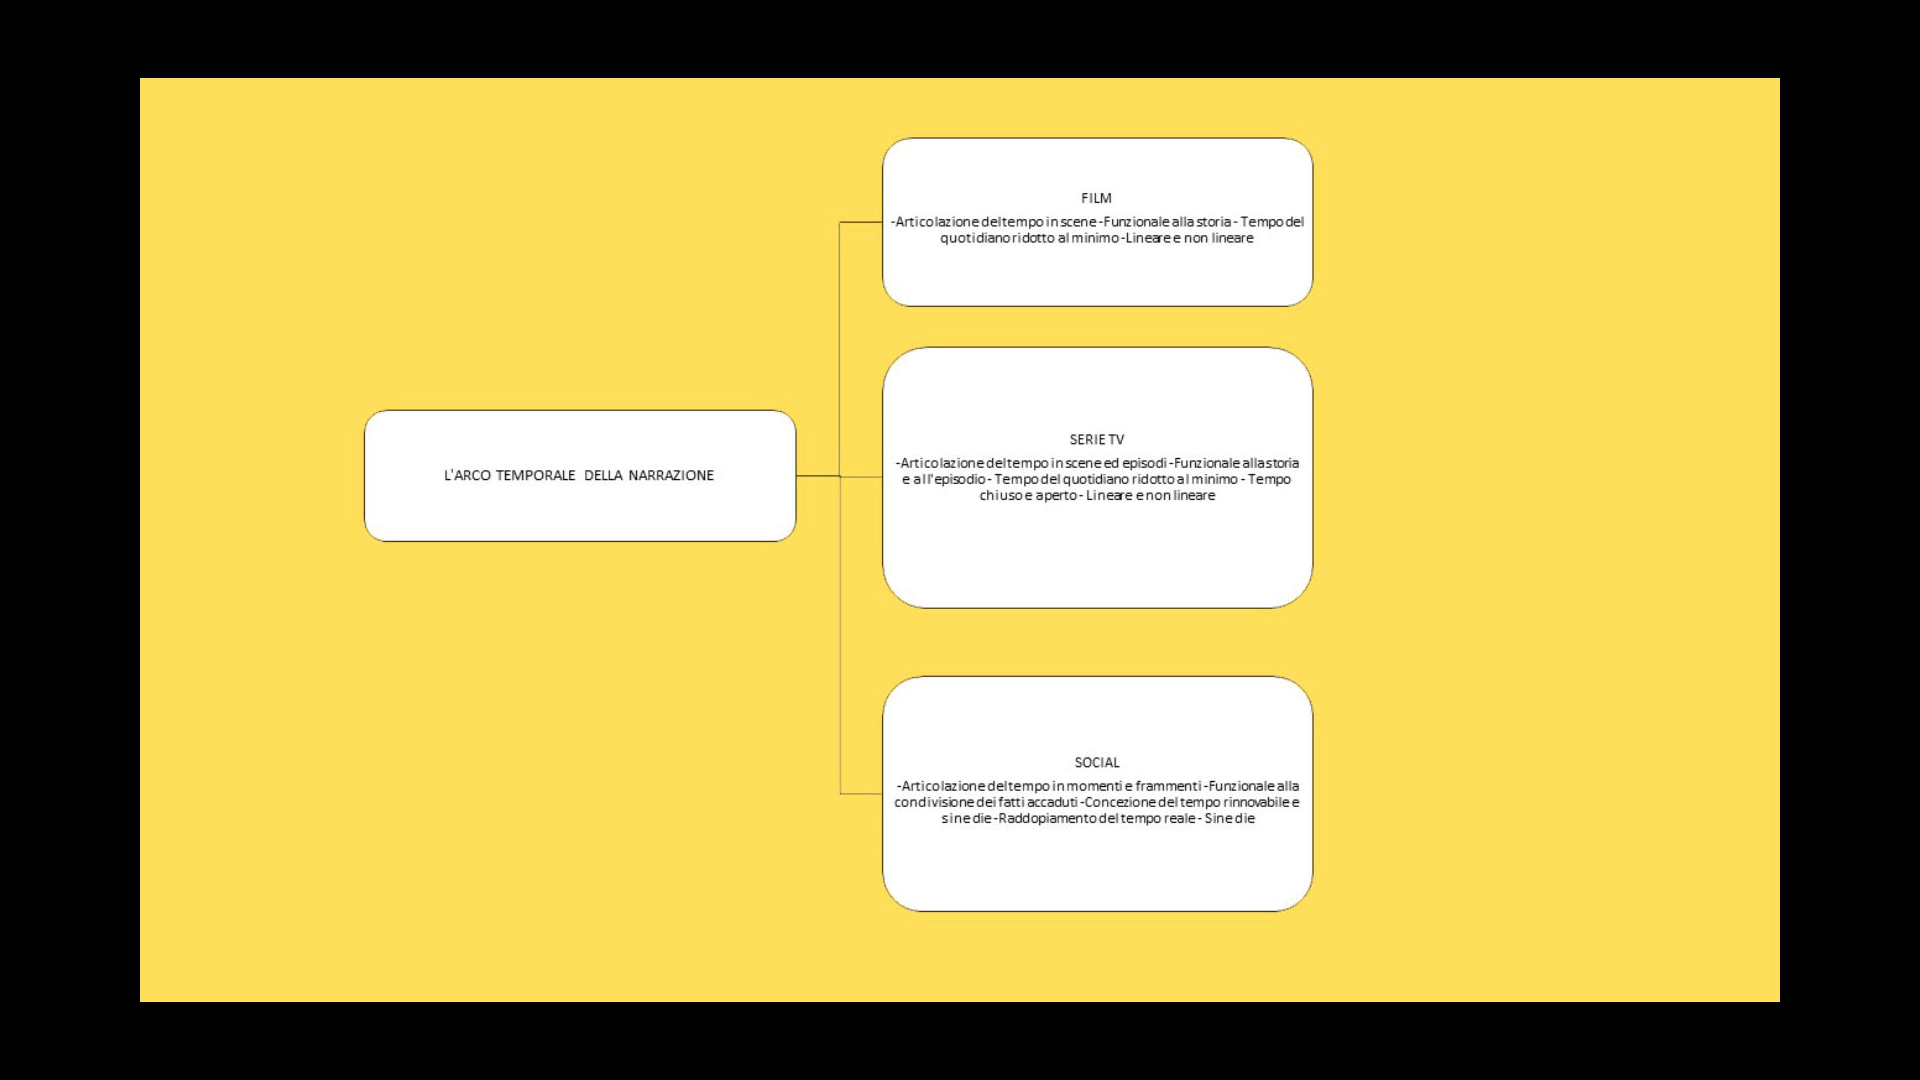 FILM
-Articolazione del tempo in scene -Funzionale alla storia - Tempo del
quotidiano ridotto al minimo -Lineare e non lineare
L'ARCO TEMPORALE DELLA NARRAZIONE
SERIE TV
-Articolazione del tempo in scene ed episodi -Funzionale alla storia
e all'episodio - Tempo del quotidiano ridotto al minimo - Tempo
chiuso e aperto - Lineare e non lineare
SOCIAL
-Articolazione del tempo in momenti e frammenti -Funzionale alla
condivisione dei fatti accaduti -Concezione del tempo rinnovabile e
sine die -Raddopiamento del tempo reale - Sine die